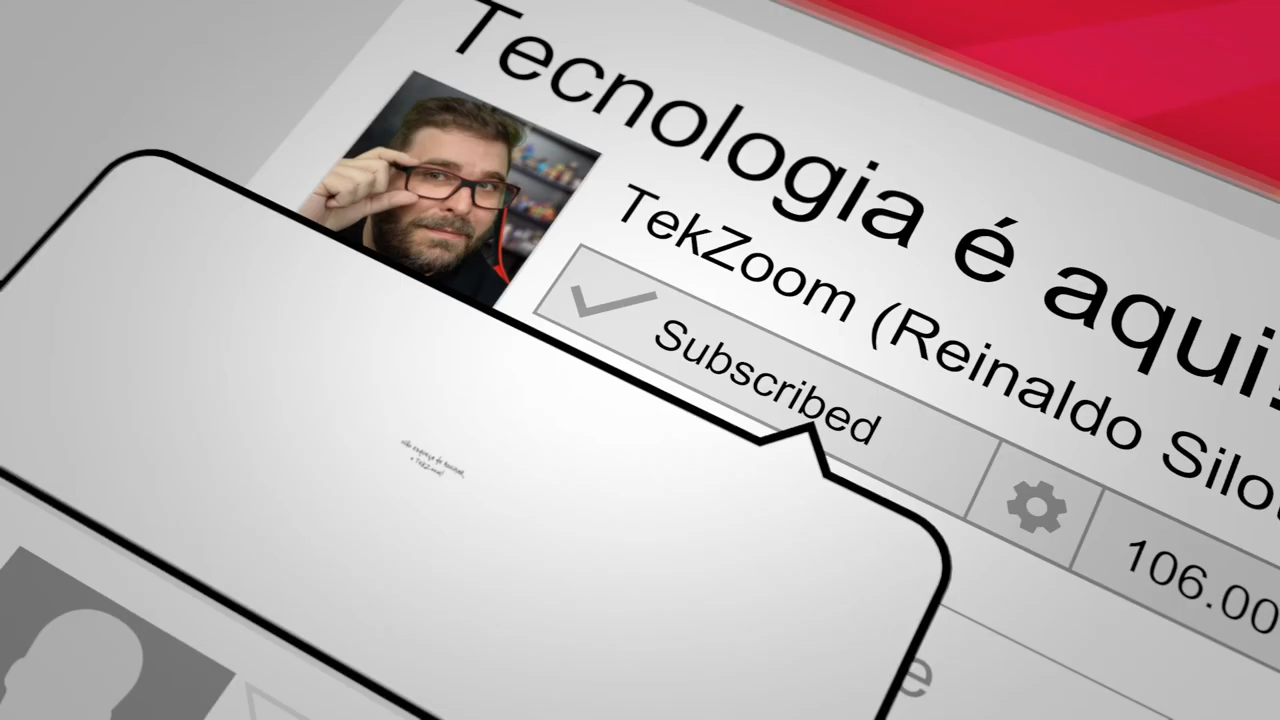 Tecnologia é aqui!
TekZoom (Reinaldo Silo
Subscribed
106.00
e